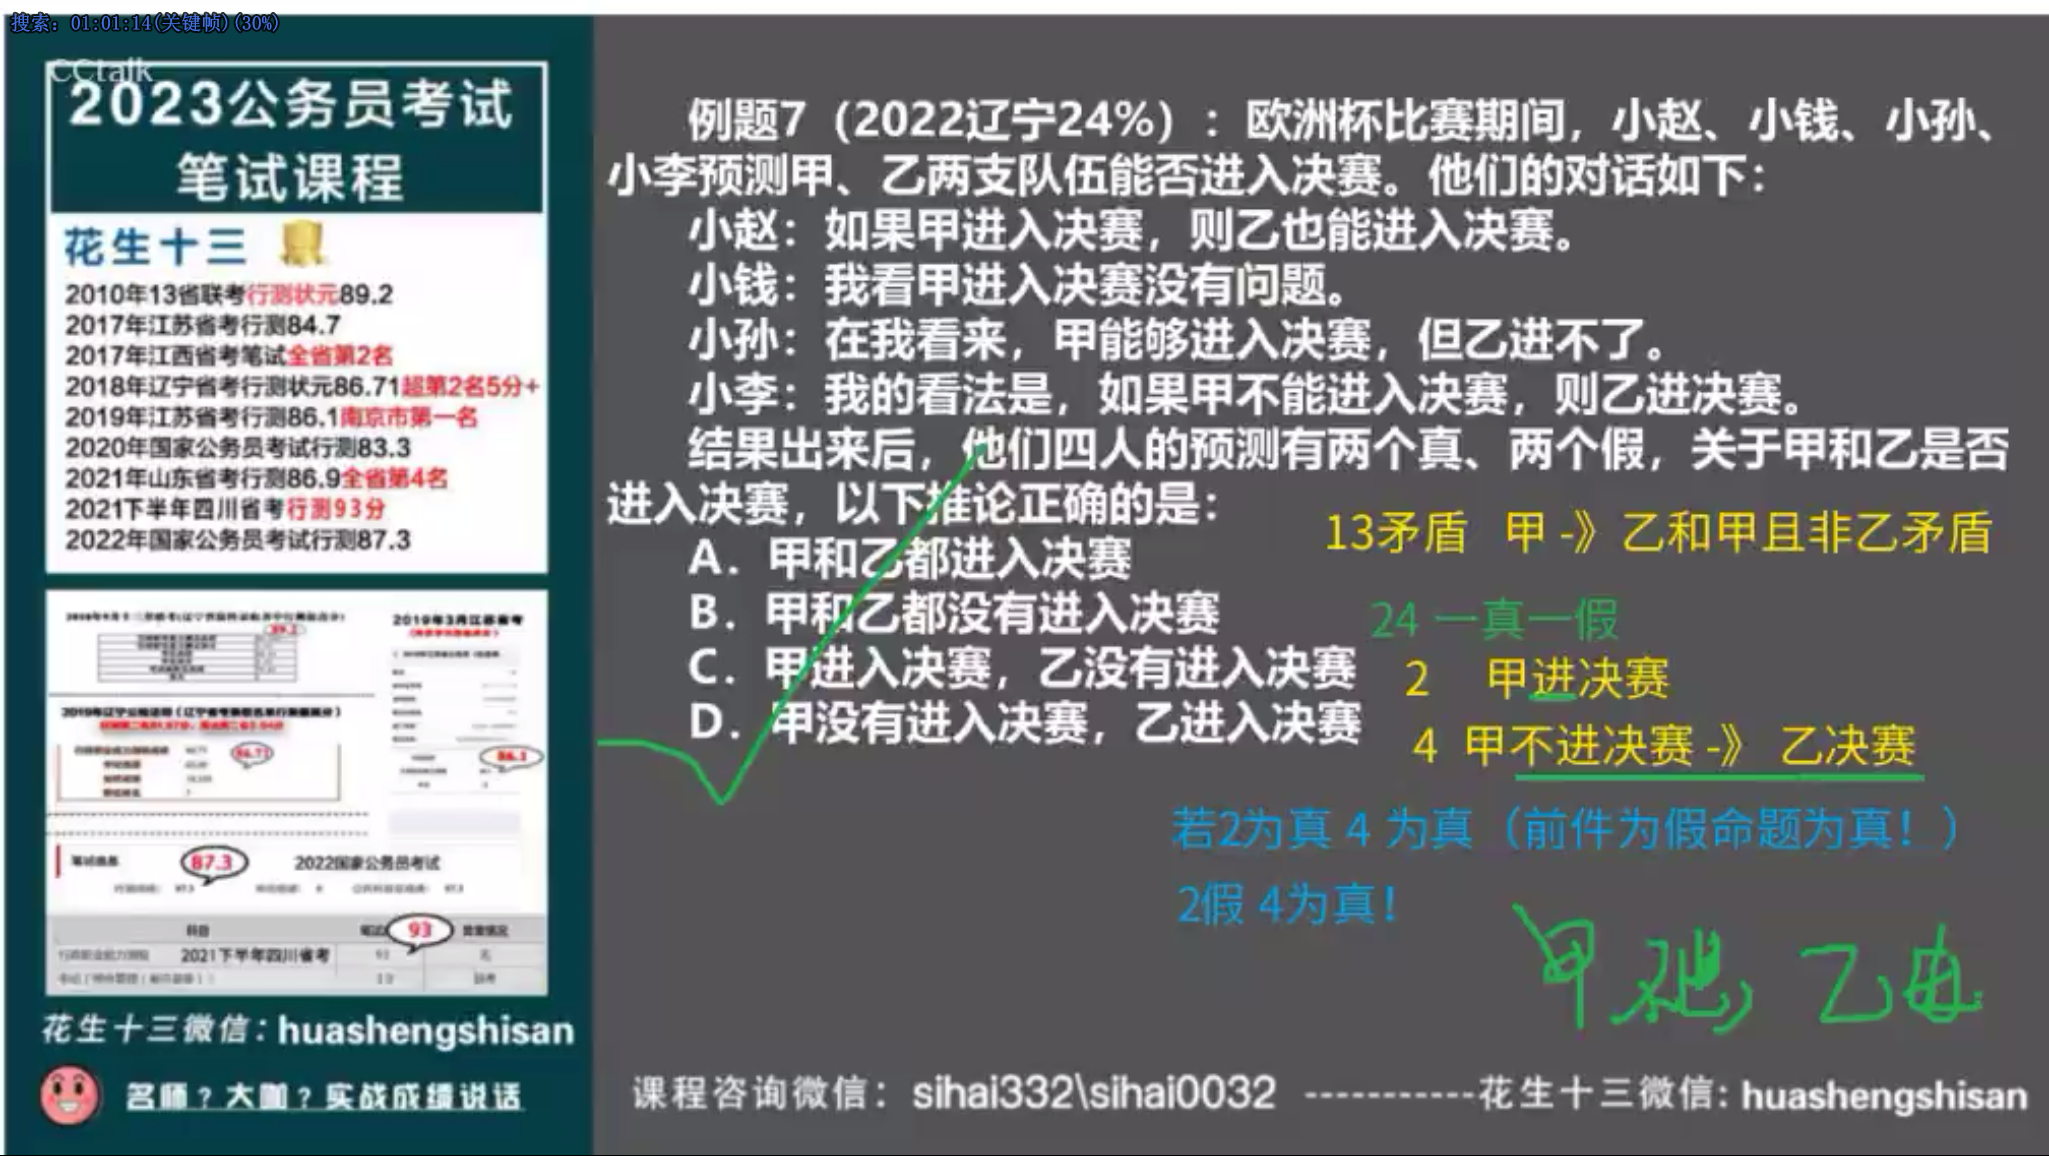 搜索: 01:01:14(关键帧)(30%)
CCtalk
2023公务员考试
笔试课程
花生十三
2010年13省联考行测状元89.2
2017年江苏省考行测84.7
2017年江西省考笔试全省第2名
2018年辽宁省考行测状元86.71超第2名5分+
2019年江苏省考行测86.1南京市第一名
2020年国家公务员考试行测83.3
2021年山东省考行测86.9全省第4名
2021下半年四川省考行测93分
2022年国家公务员考试行测87.3
2019年3月江苏省考
89.2
86.71
86.1
87.3
2022国家公务员考试
科目
93
2021下半年四川省考
花生十三微信：huashengshisan
名师？大咖？实战成绩说话
例题7（2022辽宁24%）：欧洲杯比赛期间，小赵、小钱、小孙、
小李预测甲、乙两支队伍能否进入决赛。他们的对话如下：
小赵：如果甲进入决赛，则乙也能进入决赛。
小钱：我看甲进入决赛没有问题。
小孙：在我看来，甲能够进入决赛，但乙进不了。
小李：我的看法是，如果甲不能进入决赛，则乙进决赛。
结果出来后，他们四人的预测有两个真、两个假，关于甲和乙是否
进入决赛，以下推论正确的是：
A．甲和乙都进入决赛
B．甲和乙都没有进入决赛
C．甲进入决赛，乙没有进入决赛
D．甲没有进入决赛，乙进入决赛
13矛盾 甲 -》乙和甲且非乙矛盾
24 一真一假
2 甲进决赛
4 甲不进决赛 -》 乙决赛
若2为真 4 为真（前件为假命题为真！）
2假 4为真！
课程咨询微信：sihai332\sihai0032 -----------花生十三微信：huashengshisan